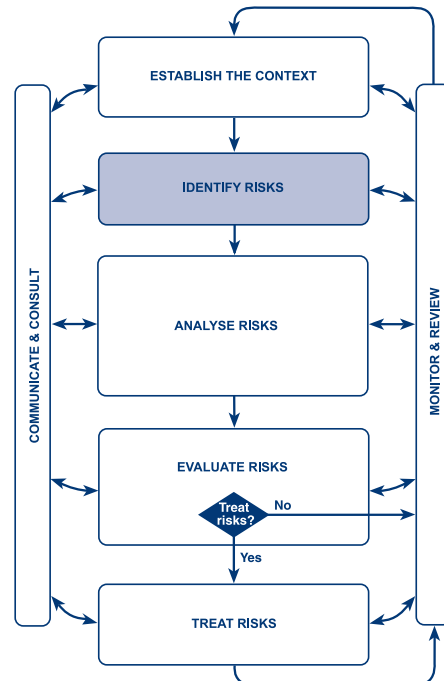 ESTABLISH THE CONTEXT
COMMUNICATE & CONSULT
MONITOR & REVIEW
IDENTIFY RISKS
ANALYSE RISKS
EVALUATE RISKS
Treat
risks?
No
Yes
TREAT RISKS